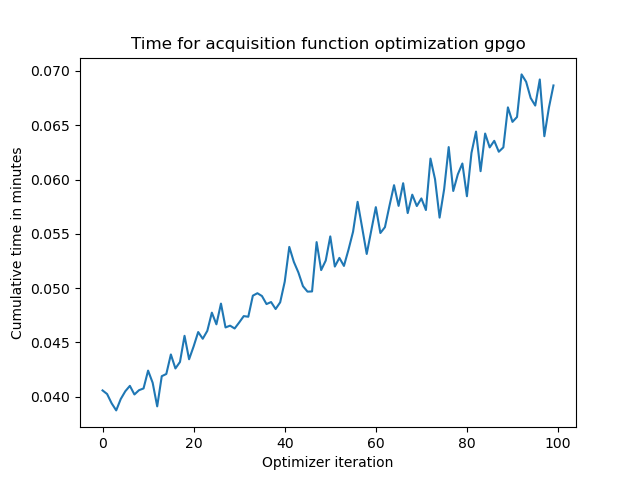 Time for acquisition function optimization gpgo
0.070
0.065
0.060
0.055
0.050
0.045
0.040
Cumulative time in minutes
0 20 40 60 80 100
Optimizer iteration